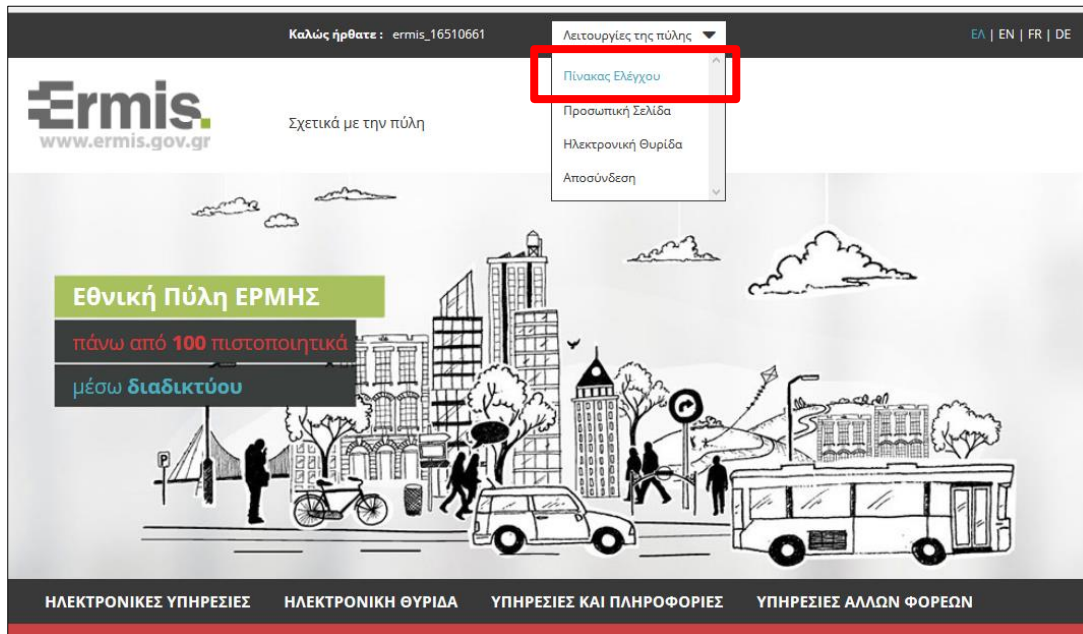 Καλώς ήρθατε : ermis_16510661
Λειτουργίες της πύλης
ΕΛ | EN | FR | DE
Πίνακας Ελέγχου
Προσωπική Σελίδα
Ηλεκτρονική Θυρίδα
Αποσύνδεση
Ermis.
www.ermis.gov.gr
Σχετικά με την πύλη
Εθνική Πύλη ΕΡΜΗΣ
πάνω από 100 πιστοποιητικά
μέσω διαδικτύου
P
ΗΛΕΚΤΡΟΝΙΚΕΣ ΥΠΗΡΕΣΙΕΣ ΗΛΕΚΤΡΟΝΙΚΗ ΘΥΡΙΔΑ ΥΠΗΡΕΣΙΕΣ ΚΑΙ ΠΛΗΡΟΦΟΡΙΕΣ ΥΠΗΡΕΣΙΕΣ ΑΛΛΩΝ ΦΟΡΕΩΝ